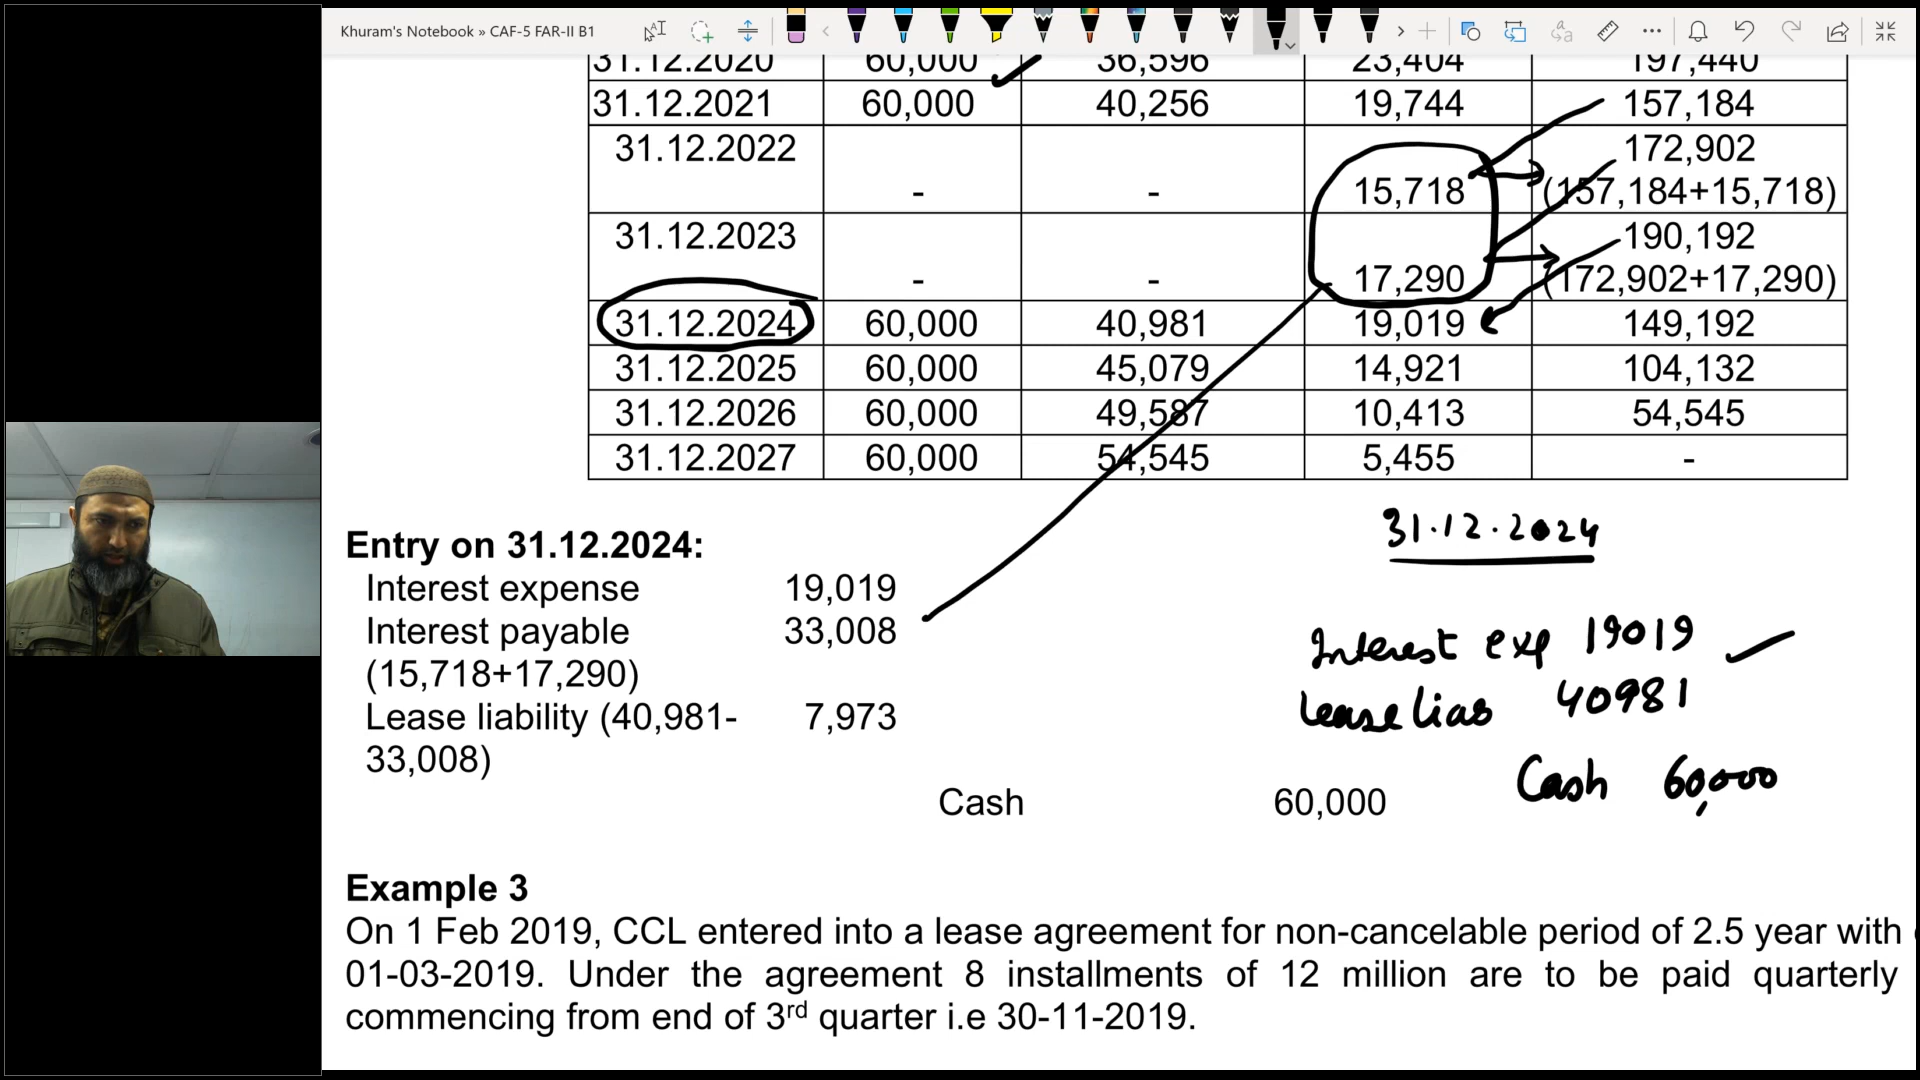 Khuram's Notebook » CAF-5 FAR-II B1
31.12.2020 60,000 36,596 23,404 197,440
31.12.2021 60,000 40,256 19,744 157,184
31.12.2022 - - 15,718 172,902
(157,184+15,718)
31.12.2023 - - 17,290 190,192
(172,902+17,290)
31.12.2024 60,000 40,981 19,019 149,192
31.12.2025 60,000 45,079 14,921 104,132
31.12.2026 60,000 49,587 10,413 54,545
31.12.2027 60,000 54,545 5,455 -
31.12.2024
Entry on 31.12.2024:
Interest expense 19,019
Interest payable 33,008
(15,718+17,290)
Lease liability (40,981-
33,008) 7,973
Cash 60,000
Interest exp 19019
Lease liab 40981
Cash 60,000
Example 3
On 1 Feb 2019, CCL entered into a lease agreement for non-cancelable period of 2.5 year with
01-03-2019. Under the agreement 8 installments of 12 million are to be paid quarterly
commencing from end of 3rd quarter i.e 30-11-2019.